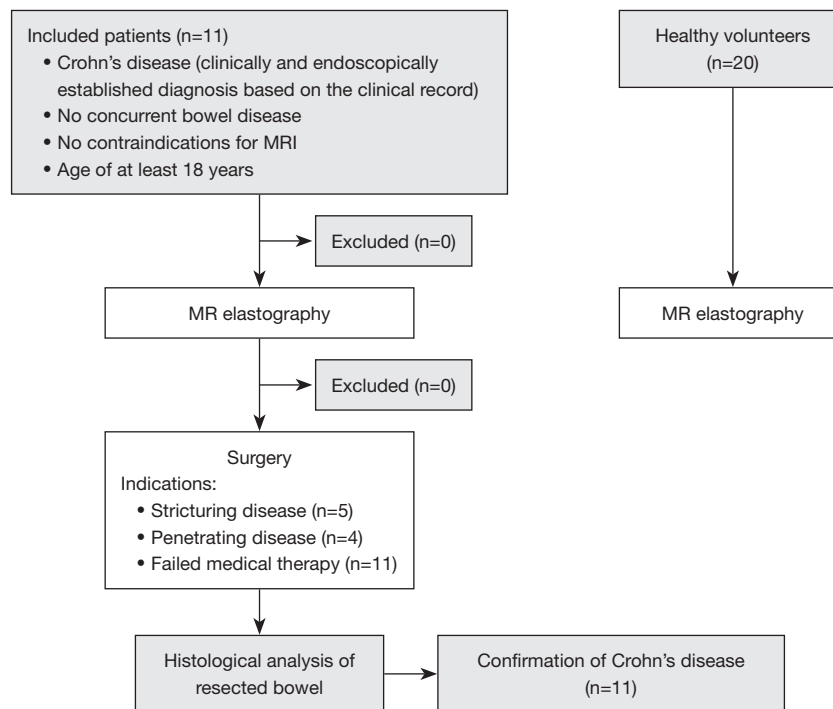 Included patients (n=11)
• Crohn's disease (clinically and endoscopically
established diagnosis based on the clinical record)
• No concurrent bowel disease
• No contraindications for MRI
• Age of at least 18 years
Excluded (n=0)
MR elastography
Excluded (n=0)
Surgery
Indications:
• Stricturing disease (n=5)
• Penetrating disease (n=4)
• Failed medical therapy (n=11)
Histological analysis of
resected bowel
Confirmation of Crohn's disease
(n=11)
Healthy volunteers
(n=20)
MR elastography